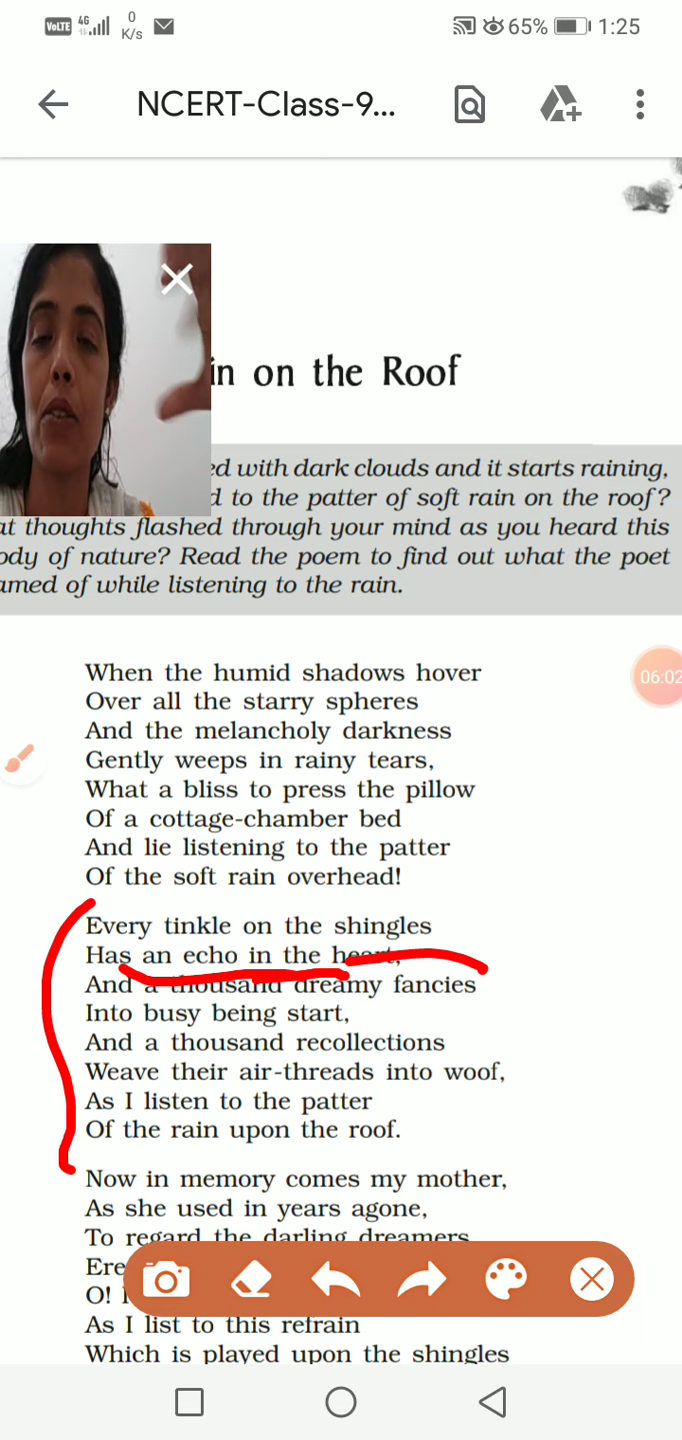 VoLTE 4G 0 K/s 65% 1:25
NCERT-Class-9...
in on the Roof
ed with dark clouds and it starts raining,
d to the patter of soft rain on the roof?
at thoughts flashed through your mind as you heard this
ody of nature? Read the poem to find out what the poet
amed of while listening to the rain.
06:02
When the humid shadows hover
Over all the starry spheres
And the melancholy darkness
Gently weeps in rainy tears,
What a bliss to press the pillow
Of a cottage-chamber bed
And lie listening to the patter
Of the soft rain overhead!
Every tinkle on the shingles
Has an echo in the heart,
And a thousand dreamy fancies
Into busy being start,
And a thousand recollections
Weave their air-threads into woof,
As I listen to the patter
Of the rain upon the roof.
Now in memory comes my mother,
As she used in years agone,
To regard the darling dreamers
Ere
O!
As I list to this refrain
Which is played upon the shingles